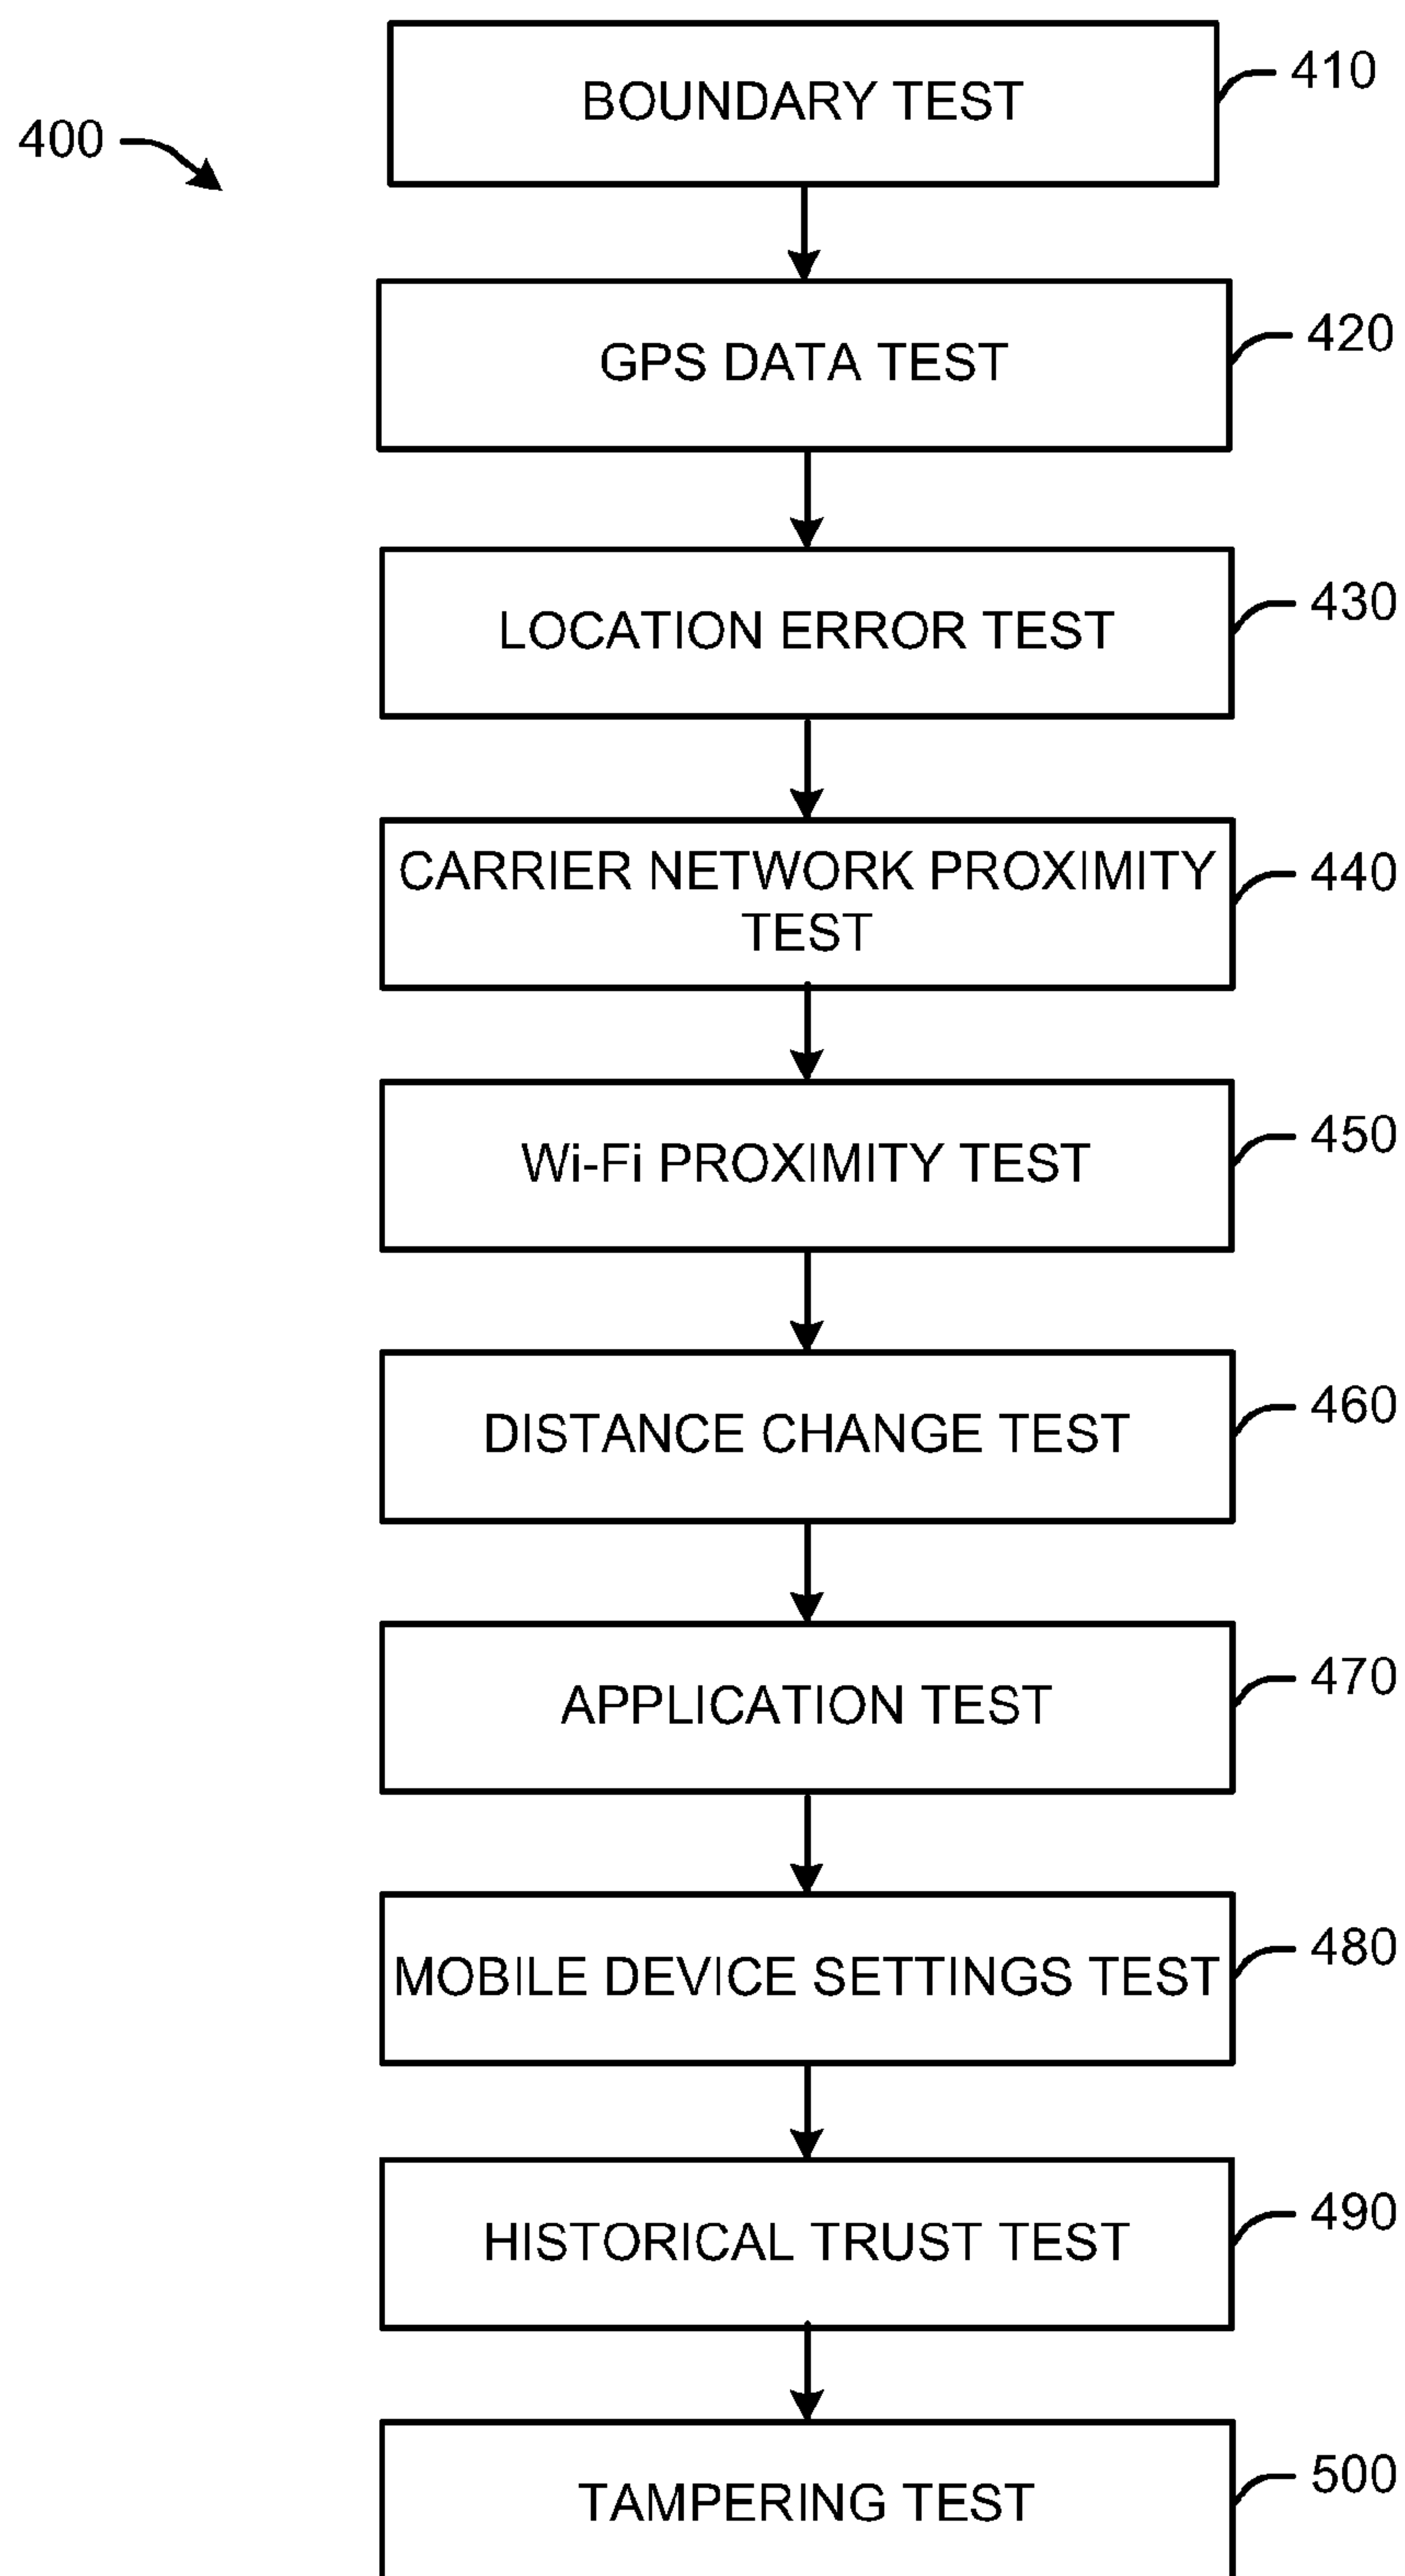 410
BOUNDARY TEST
400
420
GPS DATA TEST
430
LOCATION ERROR TEST
440
CARRIER NETWORK PROXIMITY
TEST
450
Wi-Fi PROXIMITY TEST
460
DISTANCE CHANGE TEST
470
APPLICATION TEST
480
MOBILE DEVICE SETTINGS TEST
490
HISTORICAL TRUST TEST
500
TAMPERING TEST